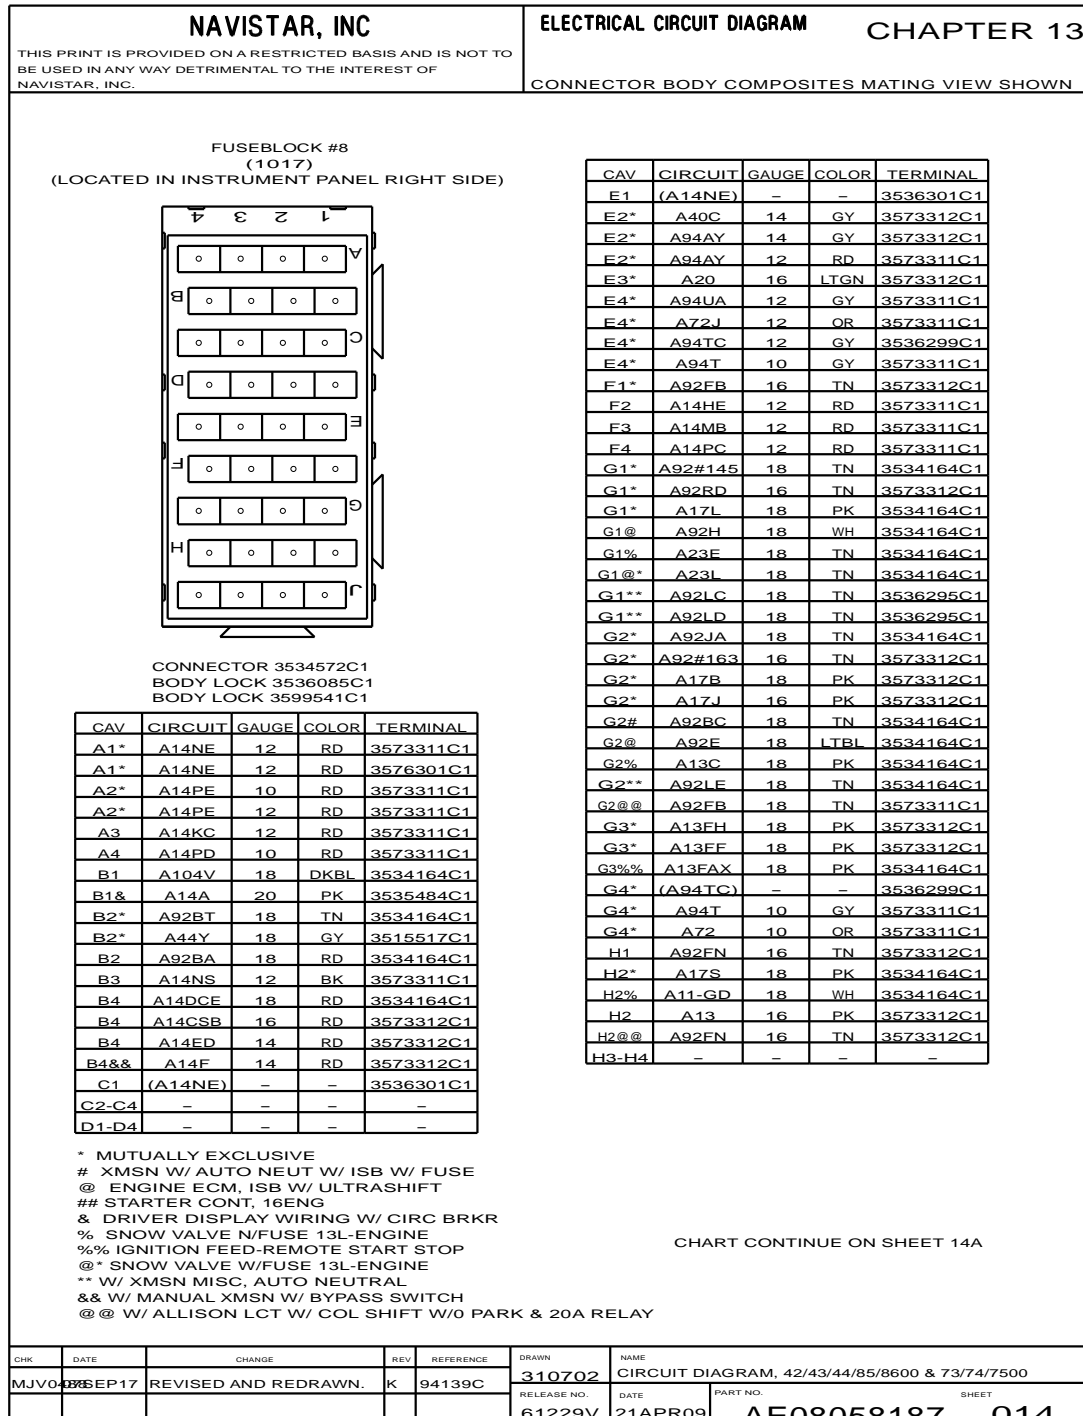 NAVISTAR, INC
THIS PRINT IS PROVIDED ON A RESTRICTED BASIS AND IS NOT TO
BE USED IN ANY WAY DETRIMENTAL TO THE INTEREST OF
NAVISTAR, INC.
ELECTRICAL CIRCUIT DIAGRAM CHAPTER 13
CONNECTOR BODY COMPOSITES MATING VIEW SHOWN
FUSEBLOCK #8
(1017)
(LOCATED IN INSTRUMENT PANEL RIGHT SIDE)
4 3 2 1
A
B
C
D
E
F
G
H
J
CONNECTOR 3534572C1
BODY LOCK 3536085C1
BODY LOCK 3599541C1
CAV CIRCUIT GAUGE COLOR TERMINAL
A1* A14NE 12 RD 3573311C1
A1* A14NE 12 RD 3576301C1
A2* A14PE 10 RD 3573311C1
A2* A14PE 12 RD 3573311C1
A3 A14KC 12 RD 3573311C1
A4 A14PD 10 RD 3573311C1
B1 A104V 18 DKBL 3534164C1
B1& A14A 20 PK 3535484C1
B2* A92BT 18 TN 3534164C1
B2* A44Y 18 GY 3515517C1
B2 A92BA 18 RD 3534164C1
B3 A14NS 12 BK 3573311C1
B4 A14DCE 18 RD 3534164C1
B4 A14CSB 16 RD 3573312C1
B4 A14ED 14 RD 3573312C1
B4&& A14F 14 RD 3573312C1
C1 (A14NE) – – 3536301C1
C2-C4 – – – –
D1-D4 – – – –
* MUTUALLY EXCLUSIVE
# XMSN W/ AUTO NEUT W/ ISB W/ FUSE
@ ENGINE ECM, ISB W/ ULTRASHIFT
## STARTER CONT, 16ENG
& DRIVER DISPLAY WIRING W/ CIRC BRKR
% SNOW VALVE N/FUSE 13L-ENGINE
%% IGNITION FEED-REMOTE START STOP
@* SNOW VALVE W/FUSE 13L-ENGINE
** W/ XMSN MISC, AUTO NEUTRAL
&& W/ MANUAL XMSN W/ BYPASS SWITCH
@@ W/ ALLISON LCT W/ COL SHIFT W/0 PARK & 20A RELAY
CAV CIRCUIT GAUGE COLOR TERMINAL
E1 (A14NE) – – 3536301C1
E2* A40C 14 GY 3573312C1
E2* A94AY 14 GY 3573312C1
E2* A94AY 12 RD 3573311C1
E3* A20 16 LTGN 3573312C1
E4* A94UA 12 GY 3573311C1
E4* A72J 12 OR 3573311C1
E4* A94TC 12 GY 3536299C1
E4* A94T 10 GY 3573311C1
F1* A92FB 16 TN 3573312C1
F2 A14HE 12 RD 3573311C1
F3 A14MB 12 RD 3573311C1
F4 A14PC 12 RD 3573311C1
G1* A92#145 18 TN 3534164C1
G1* A92RD 16 TN 3573312C1
G1* A17L 18 PK 3534164C1
G1@ A92H 18 WH 3534164C1
G1% A23E 18 TN 3534164C1
G1@* A23L 18 TN 3534164C1
G1** A92LC 18 TN 3536295C1
G1** A92LD 18 TN 3536295C1
G2* A92JA 18 TN 3534164C1
G2* A92#163 16 TN 3573312C1
G2* A17B 18 PK 3573312C1
G2* A17J 16 PK 3573312C1
G2# A92BC 18 TN 3534164C1
G2@ A92E 18 LTBL 3534164C1
G2% A13C 18 PK 3534164C1
G2** A92LE 18 TN 3534164C1
G2@@ A92FB 18 TN 3573311C1
G3* A13FH 18 PK 3573312C1
G3* A13FF 18 PK 3573312C1
G3%% A13FAX 18 PK 3534164C1
G4* (A94TC) – – 3536299C1
G4* A94T 10 GY 3573311C1
G4* A72 10 OR 3573311C1
H1 A92FN 16 TN 3573312C1
H2* A17S 18 PK 3534164C1
H2% A11-GD 18 WH 3534164C1
H2 A13 16 PK 3573312C1
H2@@ A92FN 16 TN 3573312C1
H3-H4 – – – –
CHART CONTINUE ON SHEET 14A
CHK DATE CHANGE REV REFERENCE
SEP17 REVISED AND REDRAWN. K 94139C
DRAWN
310702
NAME
CIRCUIT DIAGRAM, 42/43/44/85/8600 & 73/74/7500
RELEASE NO. DATE PART NO. SHEET
61229V 21APR09 AE08058187 014